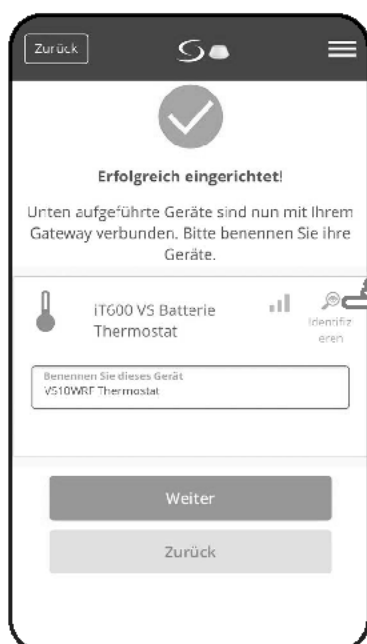 Zurück
Erfolgreich eingerichtet!
Unten aufgeführte Geräte sind nun mit Ihrem
Gateway verbunden. Bitte benennen Sie ihre
Geräte.
iT600 VS Batterie
Thermostat
Identifiz
eren
Benennen Sie dieses Gerät
VS10WRF Thermostat
Weiter
Zurück